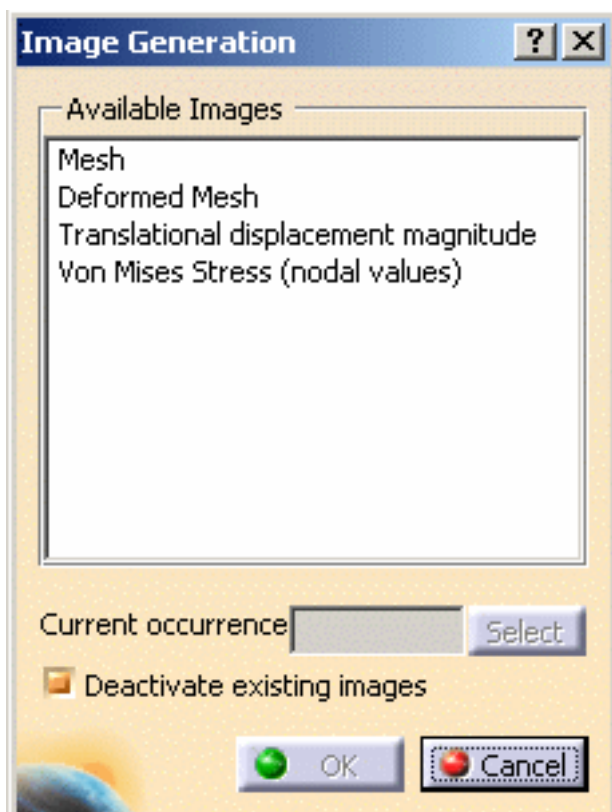 Image Generation
?
Available Images
Mesh
Deformed Mesh
Translational displacement magnitude
Von Mises Stress (nodal values)
Current occurrence
Select
Deactivate existing images
OK
Cancel